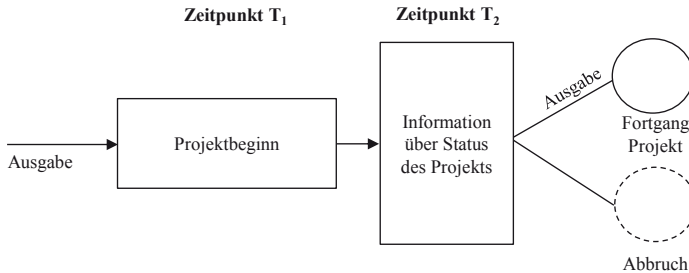 Zeitpunkt T₁
Zeitpunkt T₂
Ausgabe
Projektbeginn
Information
über Status
des Projekts
Ausgabe
Fortgang
Projekt
Abbruch